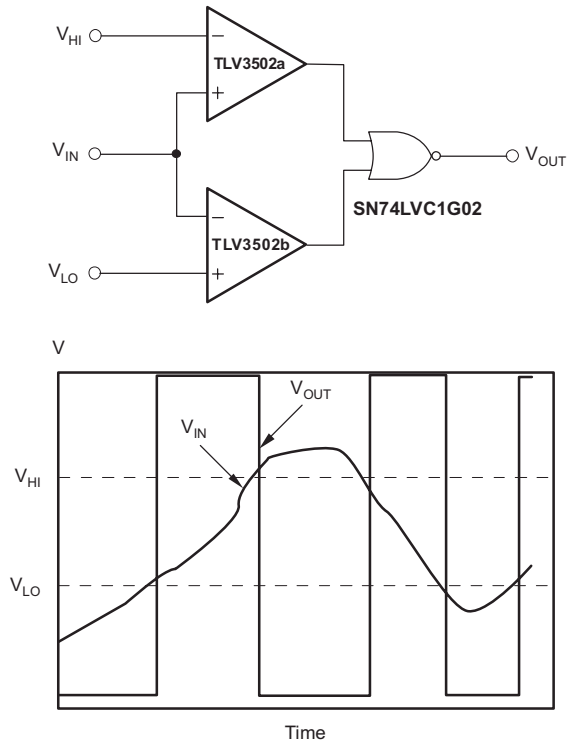 V_HI
−
TLV3502a
+
V_IN
V_OUT
SN74LVC1G02
−
TLV3502b
V_LO
+
V
V_OUT
V_IN
V_HI
V_LO
Time